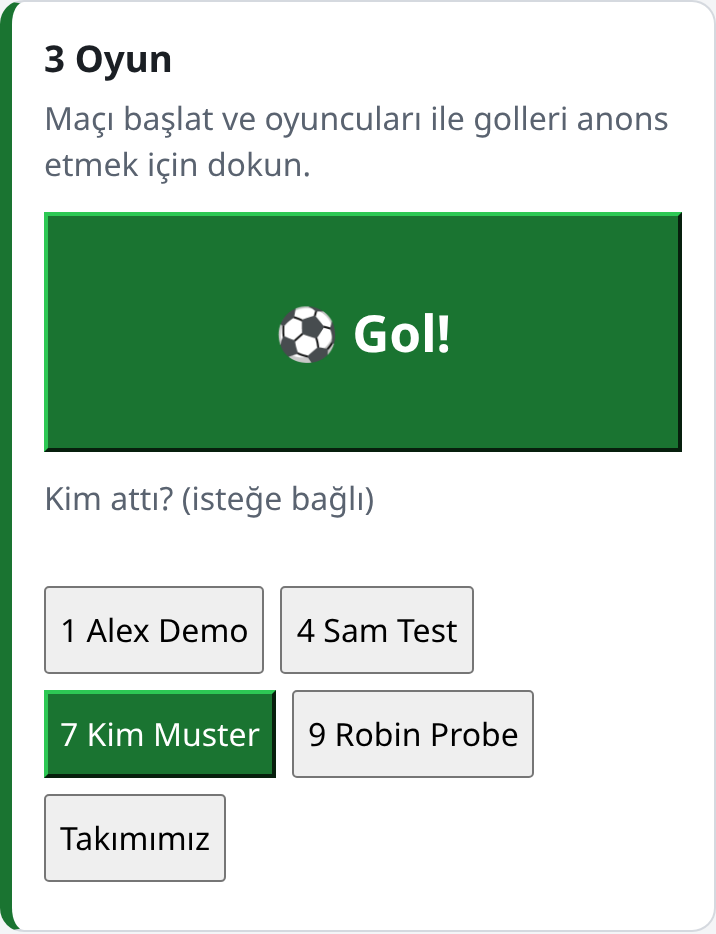 3 Oyun
Maçı başlat ve oyuncuları ile golleri anons
etmek için dokun.
⚽ Gol!
Kim attı? (isteğe bağlı)
1 Alex Demo
4 Sam Test
7 Kim Muster
9 Robin Probe
Takımımız